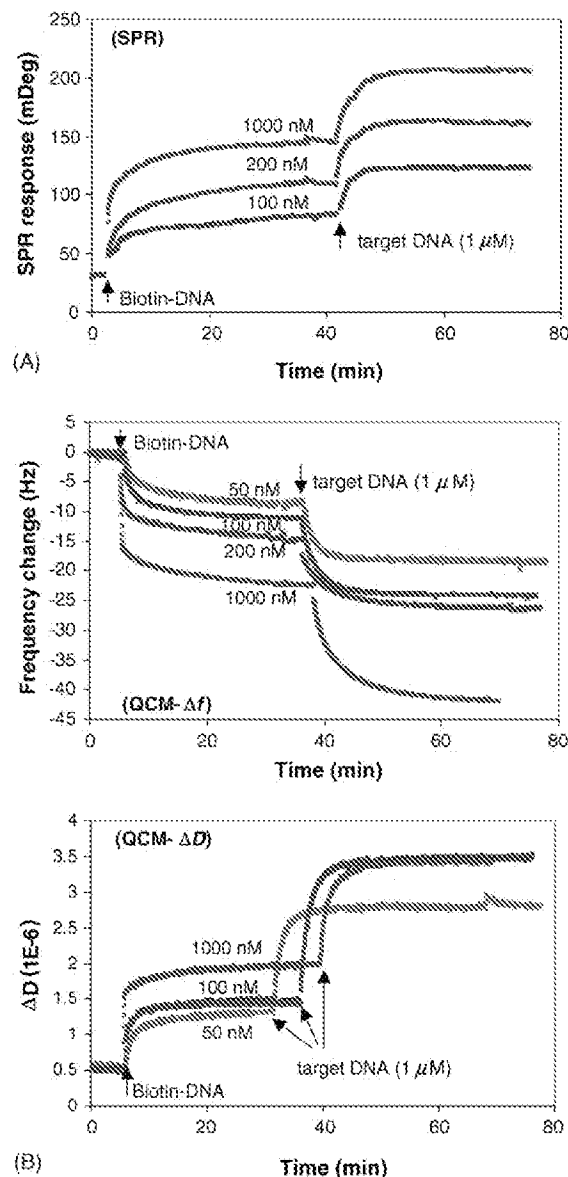 (SPR)
250
200
150
100
50
0
SPR response (mDeg)
1000 nM
200 nM
100 nM
target DNA (1 μM)
Biotin-DNA
0 20 40 60 80
Time (min)
(A)
5
0
-5
-10
-15
-20
-25
-30
-35
-40
-45
Frequency change (Hz)
Biotin-DNA
target DNA (1 μM)
50 nM
100 nM
200 nM
1000 nM
(QCM- Δf)
0 20 40 60 80
Time (min)
(QCM- ΔD)
4
3.5
3
2.5
2
1.5
1
0.5
0
ΔD (1E-6)
1000 nM
100 nM
50 nM
target DNA (1 μM)
Biotin-DNA
0 20 40 60 80
Time (min)
(B)